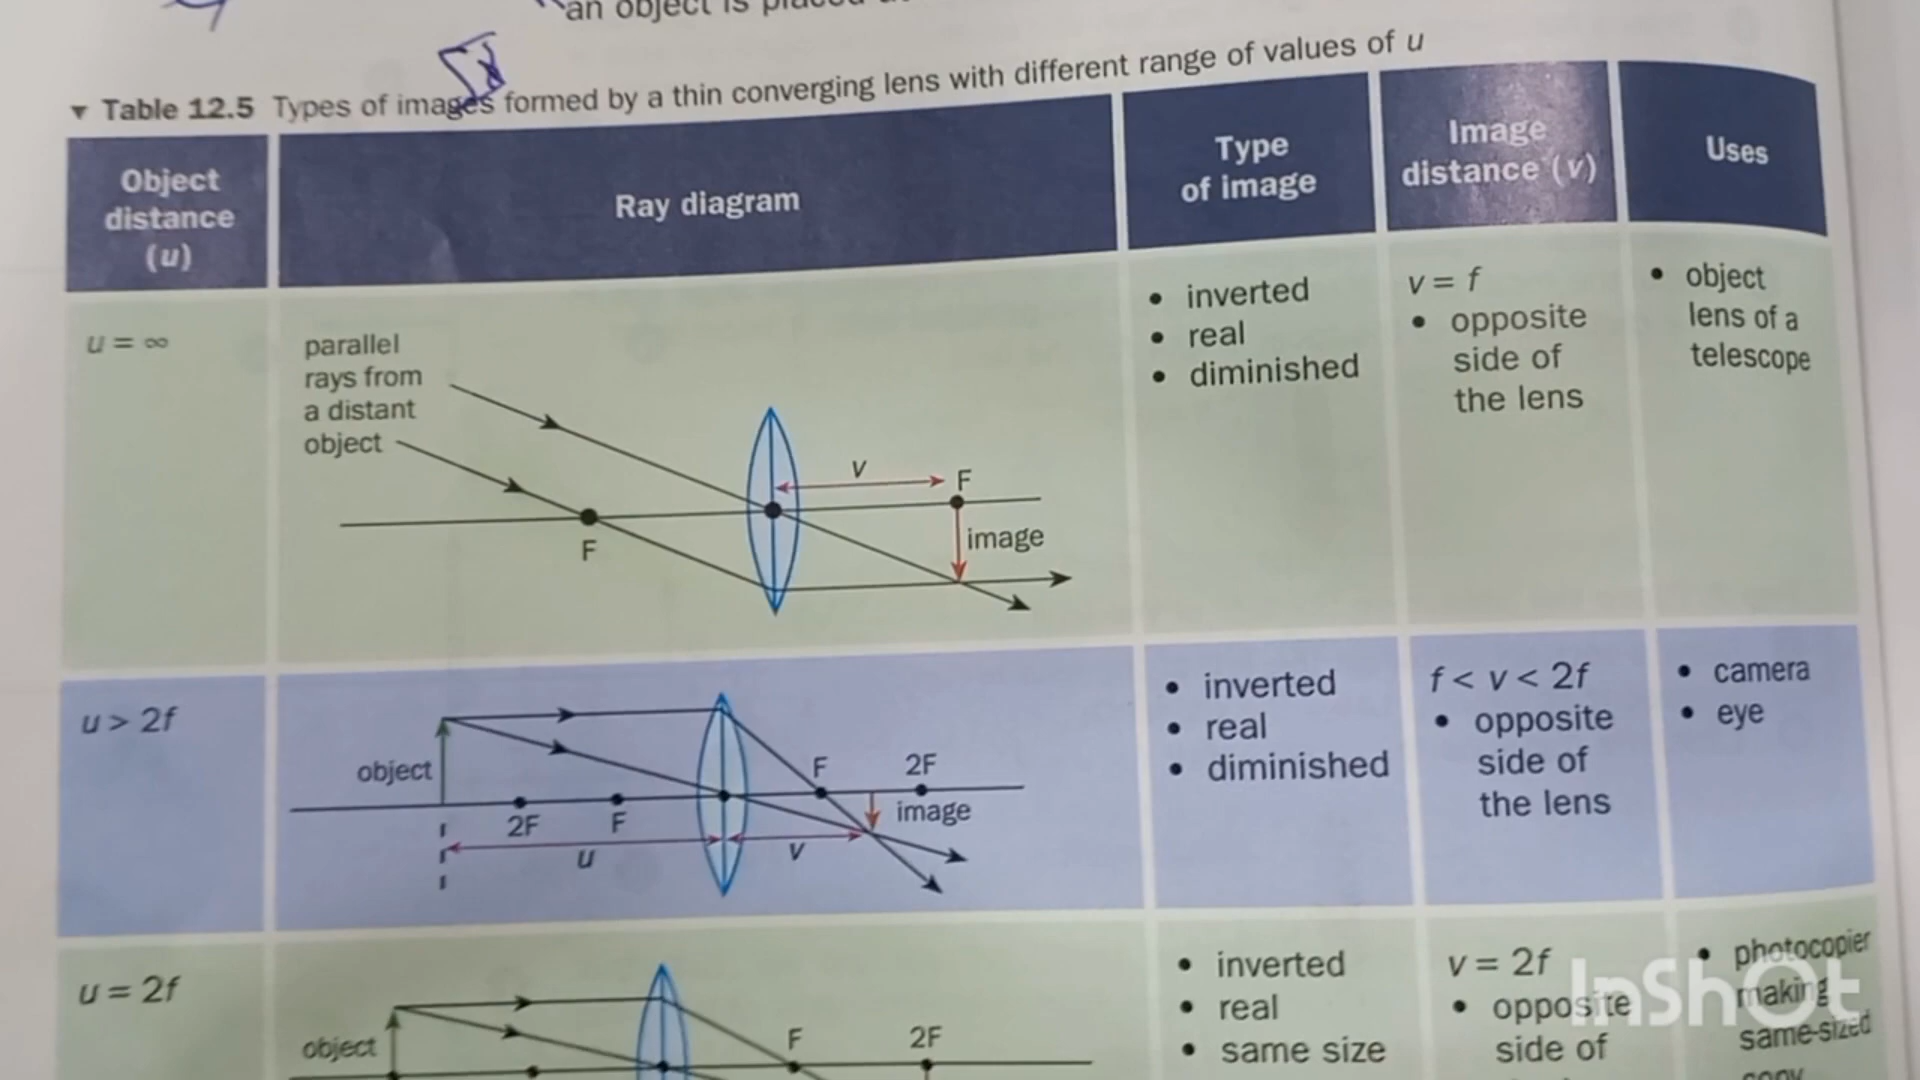 an object is placed
▼ Table 12.5 Types of images formed by a thin converging lens with different range of values of u
Object
distance
(u)
Ray diagram
Type
of image
Image
distance (v)
Uses
u = ∞
parallel
rays from
a distant
object
F
v
F
image
• inverted
• real
• diminished
v = f
• opposite
side of
the lens
• object
lens of a
telescope
u > 2f
object
2F
F
u
v
F
2F
image
• inverted
• real
• diminished
f < v < 2f
• opposite
side of
the lens
• camera
• eye
u = 2f
object
F
2F
• inverted
• real
• same size
v = 2f
• opposite
side of
• photocopier
making
same-sized
copy
InShOt